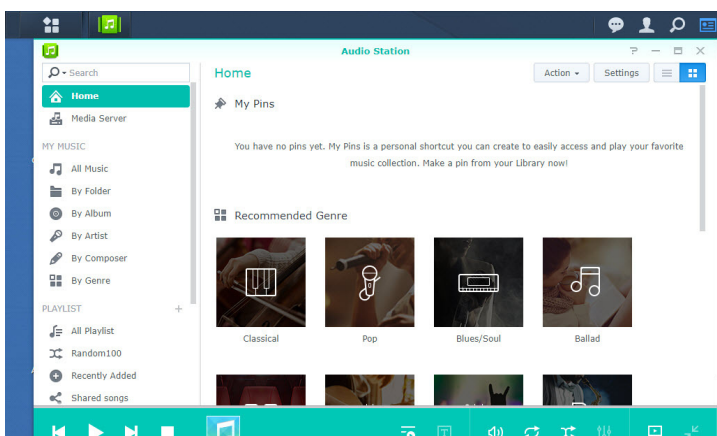 Audio Station
Search
Home
Media Server
MY MUSIC
All Music
By Folder
By Album
By Artist
By Composer
By Genre
PLAYLIST
All Playlist
Random100
Recently Added
Shared songs
Home
Action
Settings
My Pins
You have no pins yet. My Pins is a personal shortcut you can create to easily access and play your favorite
music collection. Make a pin from your Library now!
Recommended Genre
Classical
Pop
Blues/Soul
Ballad